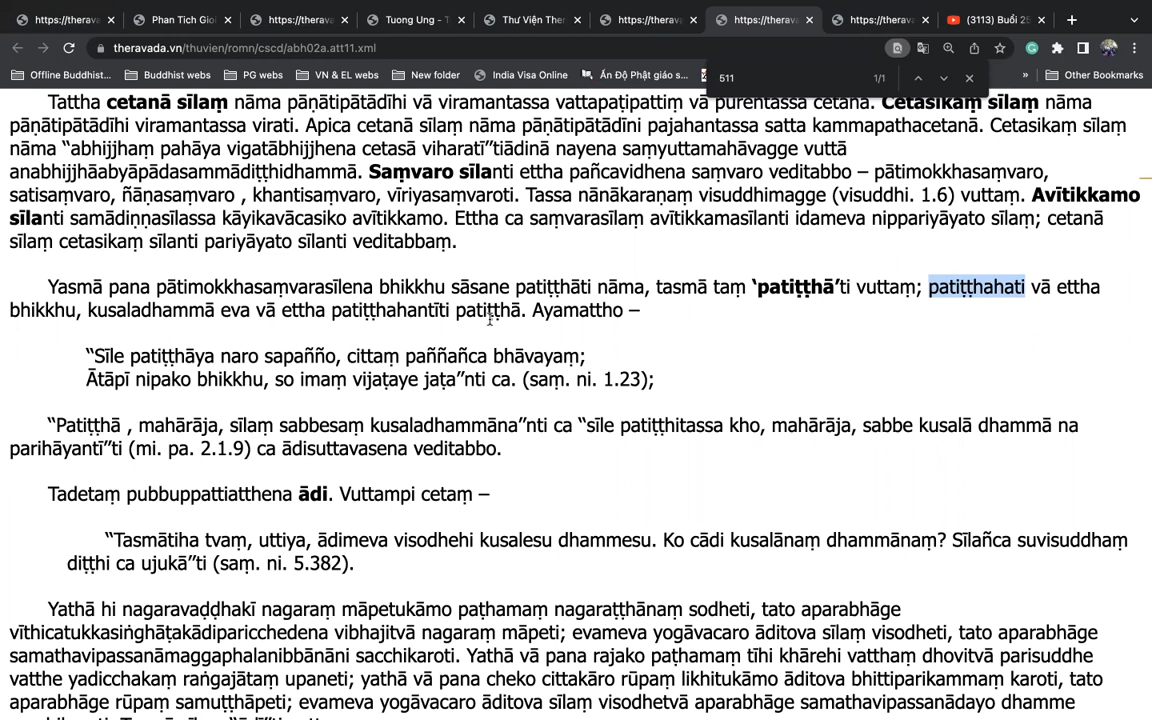 https://therava
Phan Tích Giới
https://therava
Tuong Ung - T
Thư Viện Ther
https://therava
https://therava
https://therava
(3113) Buổi 25
theravada.vn/thuvien/romn/cscd/abh02a.att11.xml
Offline Buddhist...
Buddhist webs
PG webs
VN & EL webs
New folder
India Visa Online
Ấn Độ Phật giáo s...
»
Other Bookmarks
511
1/1
Tattha cetanā sīlaṃ nāma pāṇātipātādīhi vā viramantassa vattapaṭipattiṃ vā pūrentassa cetanā. Cetasikaṃ sīlaṃ nāma
pāṇātipātādīhi viramantassa virati. Apica cetanā sīlaṃ nāma pāṇātipātādīni pajahantassa satta kammapathacetanā. Cetasikaṃ sīlaṃ
nāma “abhijjhaṃ pahāya vigatābhijjhena cetasā viharatī”tiādinā nayena saṃyuttamahāvagge vuttā
anabhijjhāabyāpādasammādiṭṭhidhammā. Saṃvaro sīlanti ettha pañcavidhena saṃvaro veditabbo – pātimokkhasaṃvaro,
satisaṃvaro, ñāṇasaṃvaro , khantisaṃvaro, vīriyasaṃvaroti. Tassa nānākaraṇaṃ visuddhimagge (visuddhi. 1.6) vuttaṃ. Avītikkamo
sīlanti samādiṇṇasīlassa kāyikavācasiko avītikkamo. Ettha ca saṃvarasīlaṃ avītikkamasīlanti idameva nippariyāyato sīlaṃ; cetanā
sīlaṃ cetasikaṃ sīlanti pariyāyato sīlanti veditabbaṃ.
Yasmā pana pātimokkhasaṃvarasīlena bhikkhu sāsane patiṭṭhāti nāma, tasmā taṃ ‘patiṭṭhā’ti vuttaṃ; patiṭṭhahati vā ettha
bhikkhu, kusaladhammā eva vā ettha patiṭṭhahantīti patiṭṭhā. Ayamattho –
“Sīle patiṭṭhāya naro sapañño, cittaṃ paññañca bhāvayaṃ;
Ātāpī nipako bhikkhu, so imaṃ vijaṭaye jaṭa”nti ca. (saṃ. ni. 1.23);
“Patiṭṭhā , mahārāja, sīlaṃ sabbesaṃ kusaladhammāna”nti ca “sīle patiṭṭhitassa kho, mahārāja, sabbe kusalā dhammā na
parihāyantī”ti (mi. pa. 2.1.9) ca ādisuttavasena veditabbo.
Tadetaṃ pubbuppattiatthena ādi. Vuttampi cetaṃ –
“Tasmātiha tvaṃ, uttiya, ādimeva visodhehi kusalesu dhammesu. Ko cādi kusalānaṃ dhammānaṃ? Sīlañca suvisuddhaṃ
diṭṭhi ca ujukā”ti (saṃ. ni. 5.382).
Yathā hi nagaravaḍḍhakī nagaraṃ māpetukāmo paṭhamaṃ nagaraṭṭhānaṃ sodheti, tato aparabhāge
vīthicatukkasiṅghāṭakādiparicchedena vibhajitvā nagaraṃ māpeti; evameva yogāvacaro āditova sīlaṃ visodheti, tato aparabhāge
samathavipassanāmaggaphalanibbānāni sacchikaroti. Yathā vā pana rajako paṭhamaṃ tīhi khārehi vatthaṃ dhovitvā parisuddhe
vatthe yadicchakaṃ raṅgajātaṃ upaneti; yathā vā pana cheko cittakāro rūpaṃ likhitukāmo āditova bhittiparikammaṃ karoti, tato
aparabhāge rūpaṃ samuṭṭhāpeti; evameva yogāvacaro āditova sīlaṃ visodhetvā aparabhāge samathavipassanādayo dhamme